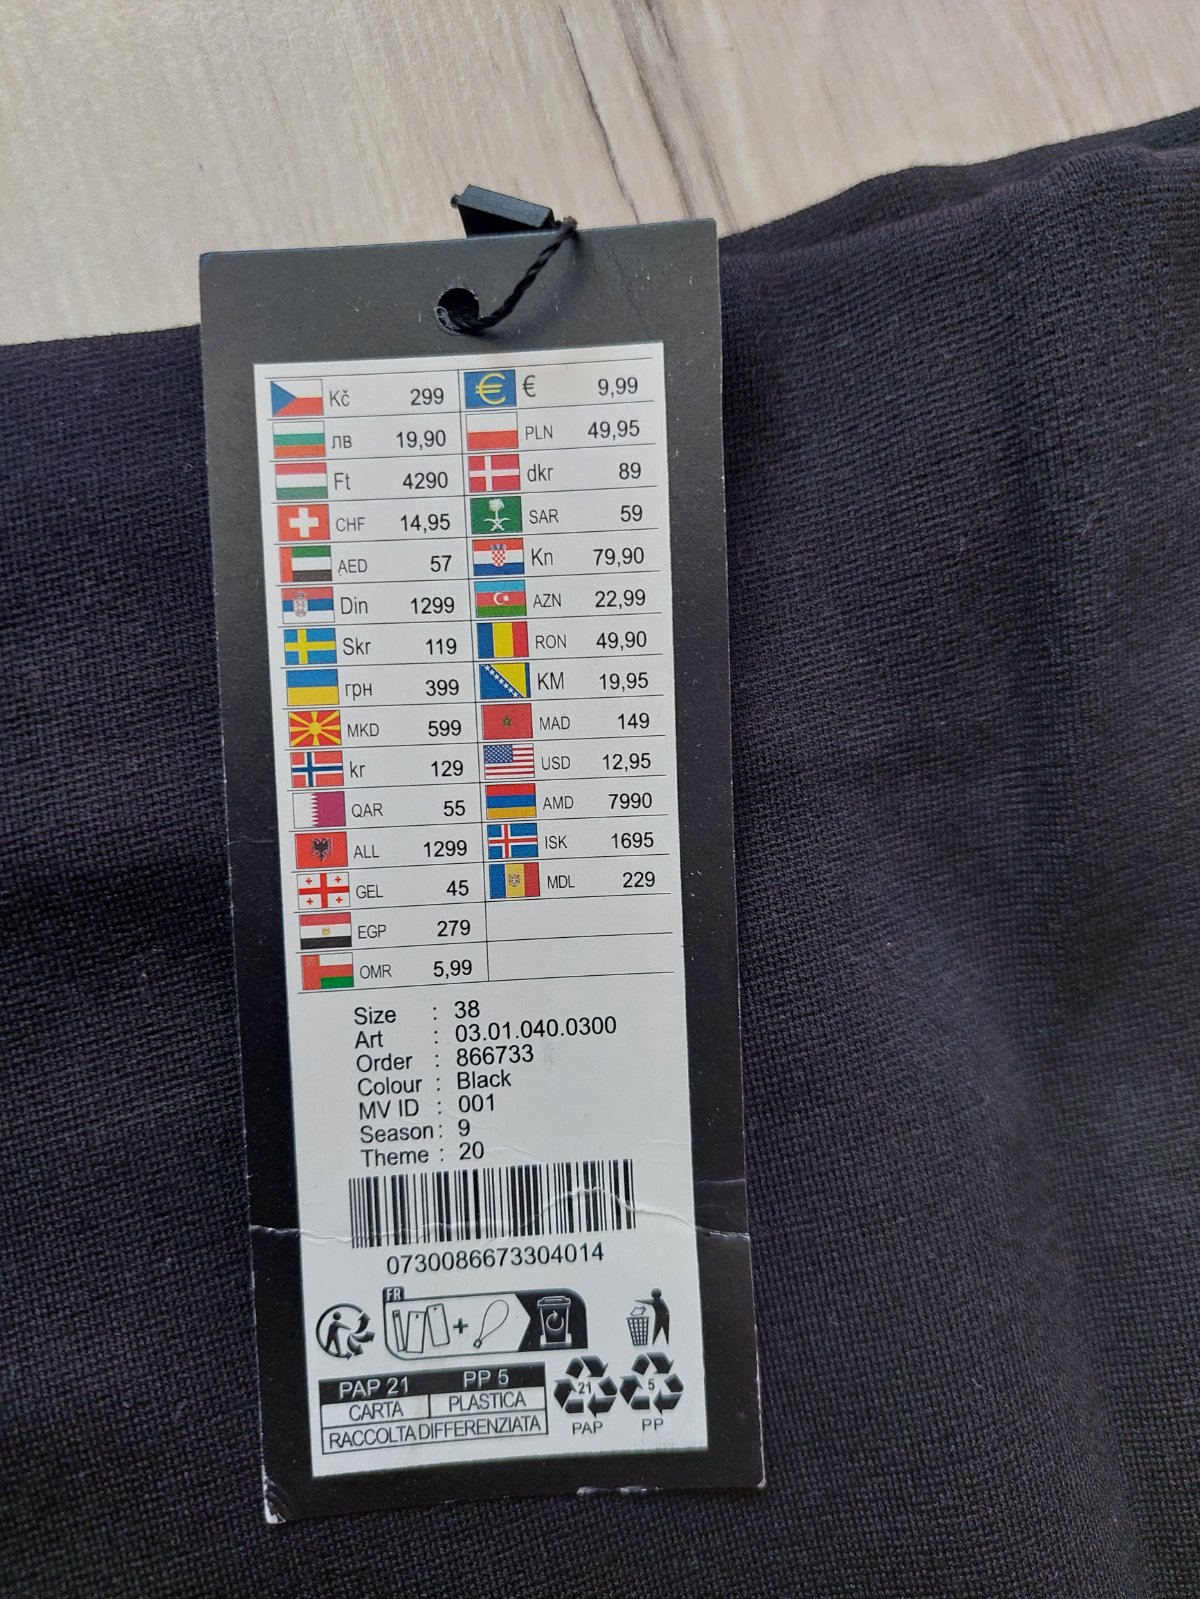 Kč 299 € 9,99
лв 19,90 PLN 49,95
Ft 4290 dkr 89
CHF 14,95 SAR 59
AED 57 Kn 79,90
Din 1299 AZN 22,99
Skr 119 RON 49,90
грн 399 KM 19,95
MKD 599 MAD 149
kr 129 USD 12,95
QAR 55 AMD 7990
ALL 1299 ISK 1695
GEL 45 MDL 229
EGP 279
OMR 5,99
Size : 38
Art : 03.01.040.0300
Order : 866733
Colour : Black
MV ID : 001
Season : 9
Theme : 20
0730086673304014
FR
+
PAP 21 PP 5
CARTA PLASTICA
RACCOLTA DIFFERENZIATA
21 5
PAP PP